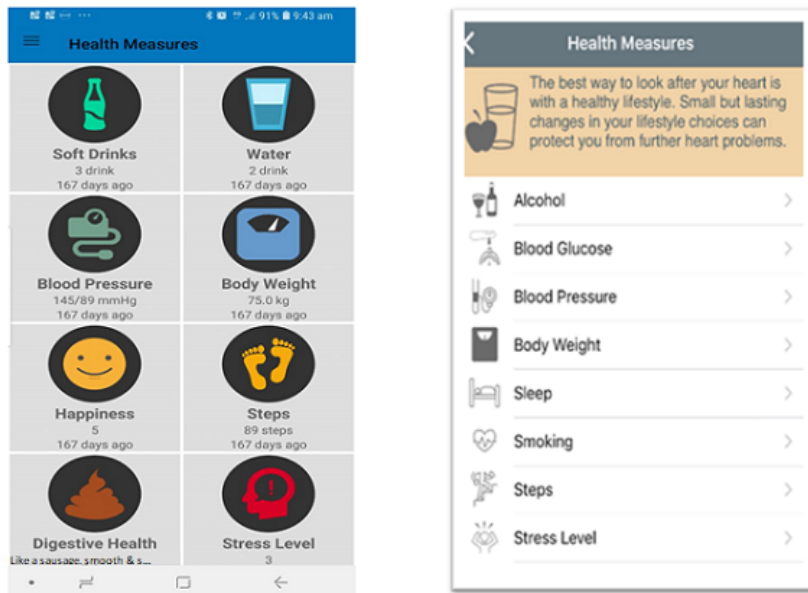 91% 9:43 am
Health Measures
Soft Drinks
3 drink
167 days ago
Water
2 drink
167 days ago
Blood Pressure
145/89 mmHg
167 days ago
Body Weight
75.0 kg
167 days ago
Happiness
5
167 days ago
Steps
89 steps
167 days ago
Digestive Health
Like a sausage, smooth & s...
Stress Level
3
Health Measures
The best way to look after your heart is
with a healthy lifestyle. Small but lasting
changes in your lifestyle choices can
protect you from further heart problems.
Alcohol
Blood Glucose
Blood Pressure
Body Weight
Sleep
Smoking
Steps
Stress Level